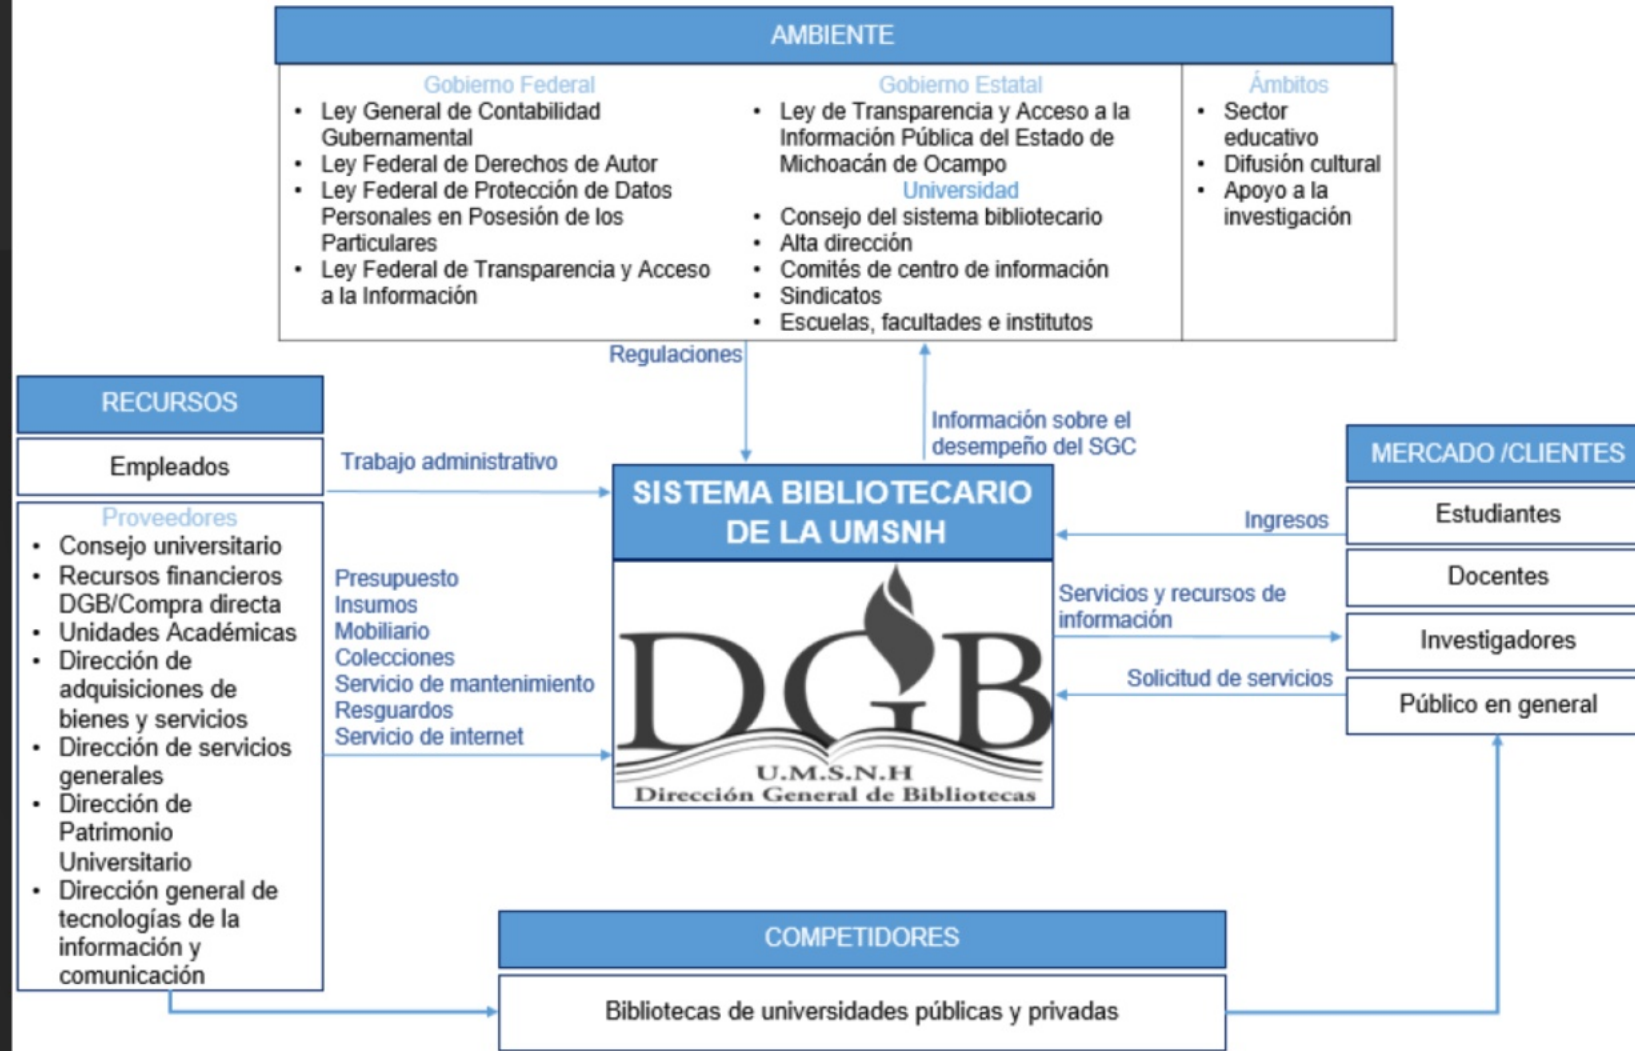 AMBIENTE
Gobierno Federal
• Ley General de Contabilidad
Gubernamental
• Ley Federal de Derechos de Autor
• Ley Federal de Protección de Datos
Personales en Posesión de los
Particulares
• Ley Federal de Transparencia y Acceso
a la Información
Gobierno Estatal
• Ley de Transparencia y Acceso a la
Información Pública del Estado de
Michoacán de Ocampo
Universidad
• Consejo del sistema bibliotecario
• Alta dirección
• Comités de centro de información
• Sindicatos
• Escuelas, facultades e institutos
Ámbitos
• Sector
educativo
• Difusión cultural
• Apoyo a la
investigación
Regulaciones
Información sobre el
desempeño del SGC
RECURSOS
Empleados
Proveedores
• Consejo universitario
• Recursos financieros
DGB/Compra directa
• Unidades Académicas
• Dirección de
adquisiciones de
bienes y servicios
• Dirección de servicios
generales
• Dirección de
Patrimonio
Universitario
• Dirección general de
tecnologías de la
información y
comunicación
Trabajo administrativo
Presupuesto
Insumos
Mobiliario
Colecciones
Servicio de mantenimiento
Resguardos
Servicio de internet
SISTEMA BIBLIOTECARIO
DE LA UMSNH
DGB
U.M.S.N.H
Dirección General de Bibliotecas
Ingresos
Servicios y recursos de
información
Solicitud de servicios
MERCADO /CLIENTES
Estudiantes
Docentes
Investigadores
Público en general
COMPETIDORES
Bibliotecas de universidades públicas y privadas